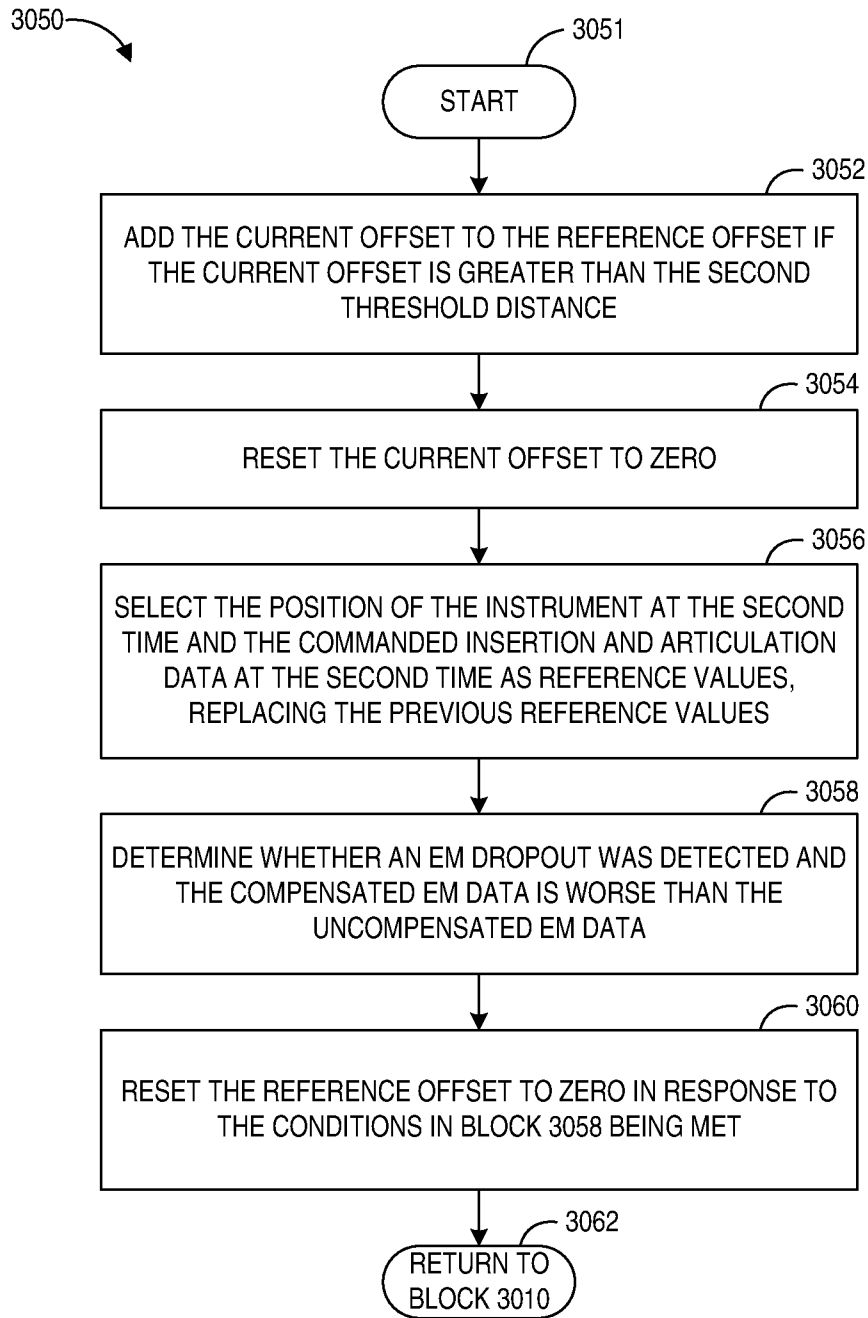 3050
3051
START
3052
ADD THE CURRENT OFFSET TO THE REFERENCE OFFSET IF
THE CURRENT OFFSET IS GREATER THAN THE SECOND
THRESHOLD DISTANCE
3054
RESET THE CURRENT OFFSET TO ZERO
3056
SELECT THE POSITION OF THE INSTRUMENT AT THE SECOND
TIME AND THE COMMANDED INSERTION AND ARTICULATION
DATA AT THE SECOND TIME AS REFERENCE VALUES,
REPLACING THE PREVIOUS REFERENCE VALUES
3058
DETERMINE WHETHER AN EM DROPOUT WAS DETECTED AND
THE COMPENSATED EM DATA IS WORSE THAN THE
UNCOMPENSATED EM DATA
3060
RESET THE REFERENCE OFFSET TO ZERO IN RESPONSE TO
THE CONDITIONS IN BLOCK 3058 BEING MET
3062
RETURN TO
BLOCK 3010